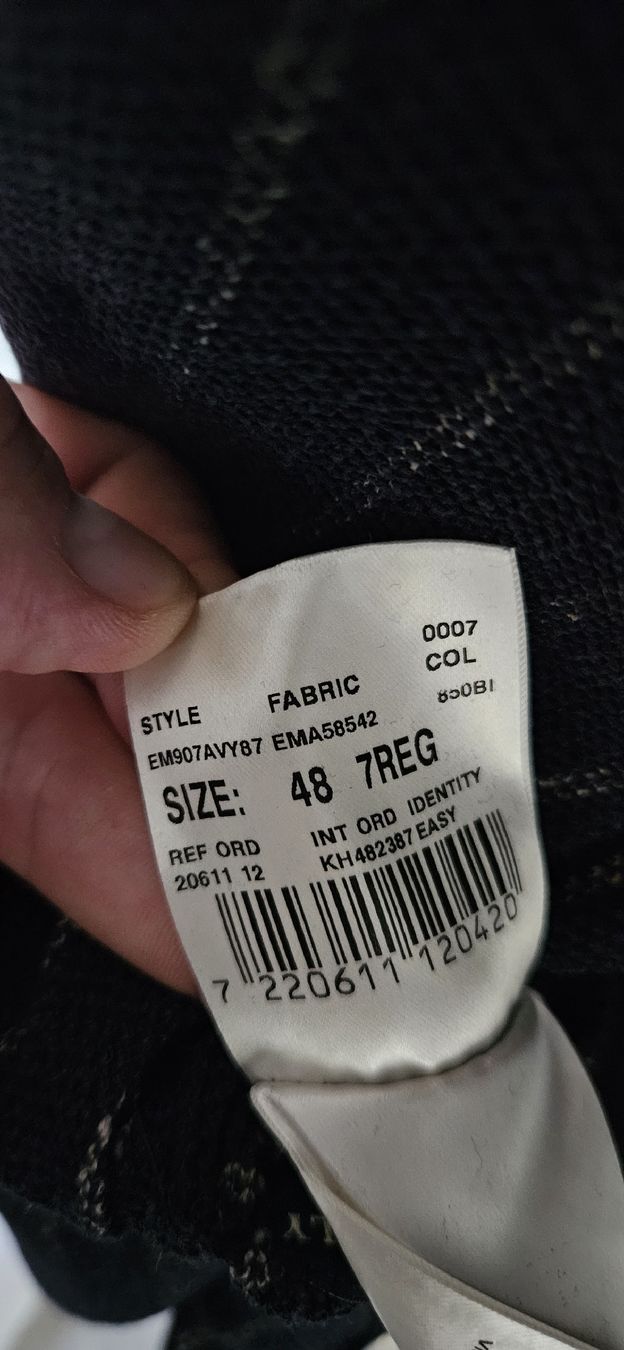 0007
STYLE FABRIC COL
EM907AVY87 EMA58542 850BI
SIZE: 48 7REG
REF ORD INT ORD IDENTITY
20611 12 KH482387 EASY
7 220611 120420